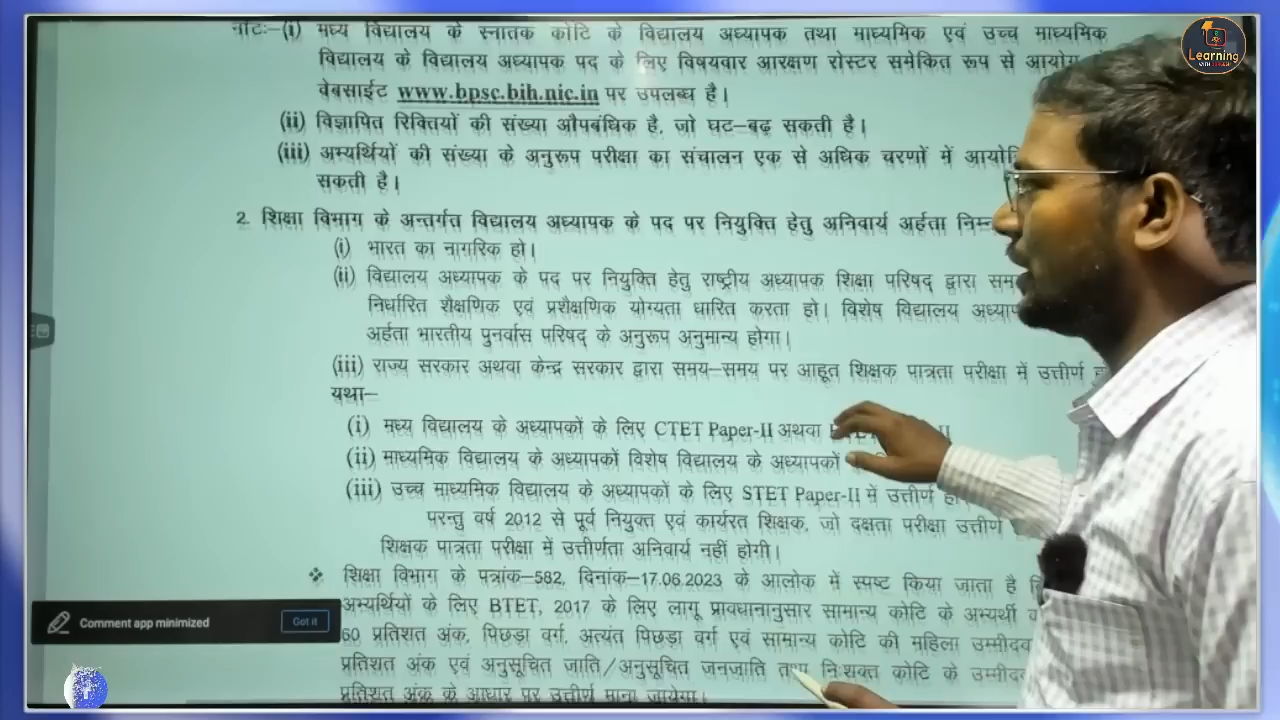 नोटः–(i) मध्य विद्यालय के स्नातक कोटि के विद्यालय अध्यापक तथा माध्यमिक एवं उच्च माध्यमिक
विद्यालय के विद्यालय अध्यापक पद के लिए विषयवार आरक्षण रोस्टर समेकित रूप से आयोग
वेबसाईट www.bpsc.bih.nic.in पर उपलब्ध है।
(ii) विज्ञापित रिक्तियों की संख्या औपबंधिक है, जो घट–बढ़ सकती है।
(iii) अभ्यर्थियों की संख्या के अनुरूप परीक्षा का संचालन एक से अधिक चरणों में
सकती है।
2. शिक्षा विभाग के अन्तर्गत्त विद्यालय अध्यापक के पद पर नियुक्ति हेतु अनिवार्य अर्हता
(i) भारत का नागरिक हो।
(ii) विद्यालय अध्यापक के पद पर नियुक्ति हेतु राष्ट्रीय अध्यापक शिक्षा परिषद् द्वारा
निर्धारित शैक्षणिक एवं प्रशैक्षणिक योग्यता धारित करता हो। विशेष विद्यालय
अर्हता भारतीय पुनर्वास परिषद् के अनुरूप अनुमान्य होगा।
(iii) राज्य सरकार अथवा केन्द्र सरकार द्वारा समय–समय पर आहूत शिक्षक पात्रता परीक्षा में उत्तीर्ण
यथा–
(i) मध्य विद्यालय के अध्यापकों के लिए CTET Paper-II अथवा
(ii) माध्यमिक विद्यालय के अध्यापकों विशेष विद्यालय के अध्यापकों
(iii) उच्च माध्यमिक विद्यालय के अध्यापकों के लिए STET Paper-II में उत्तीर्ण
परन्तु वर्ष 2012 से पूर्व नियुक्त एवं कार्यरत शिक्षक, जो दक्षता परीक्षा उत्तीर्ण
शिक्षक पात्रता परीक्षा में उत्तीर्णता अनिवार्य नहीं होगी।
❖ शिक्षा विभाग के पत्रांक–582, दिनांक–17.06.2023 के आलोक में स्पष्ट किया जाता है
अभ्यर्थियों के लिए BTET, 2017 के लिए लागू प्रावधानानुसार सामान्य कोटि के अभ्यर्थी
60 प्रतिशत अंक, पिछड़ा वर्ग, अत्यंत पिछड़ा वर्ग एवं सामान्य कोटि की महिला
प्रतिशत अंक एवं अनुसूचित जाति/अनुसूचित जनजाति तथा निःशक्त कोटि के
प्रतिशत अंक के आधार पर उत्तीर्ण माना जायेगा।
Comment app minimized
Got it
Learning